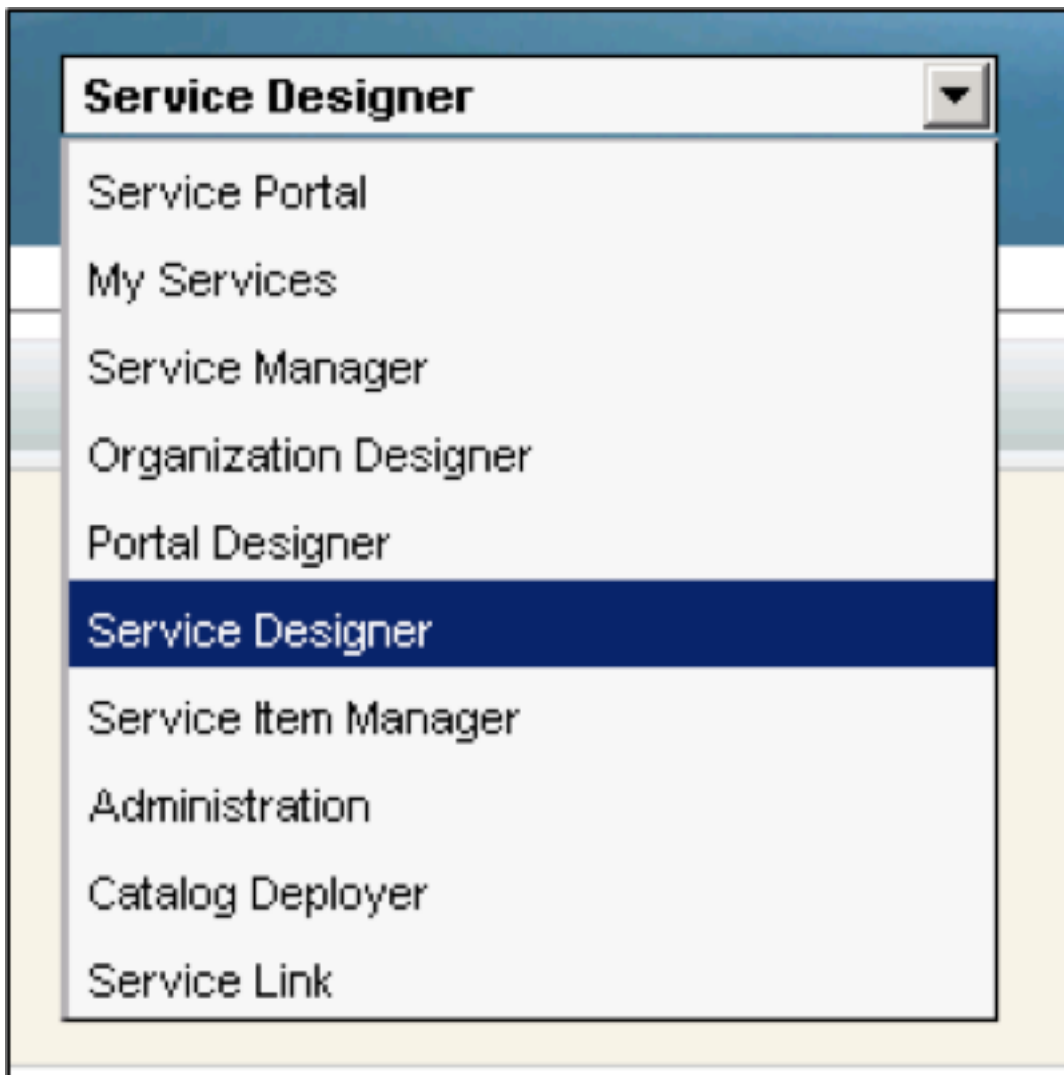 Service Designer
Service Portal
My Services
Service Manager
Organization Designer
Portal Designer
Service Designer
Service Item Manager
Administration
Catalog Deployer
Service Link